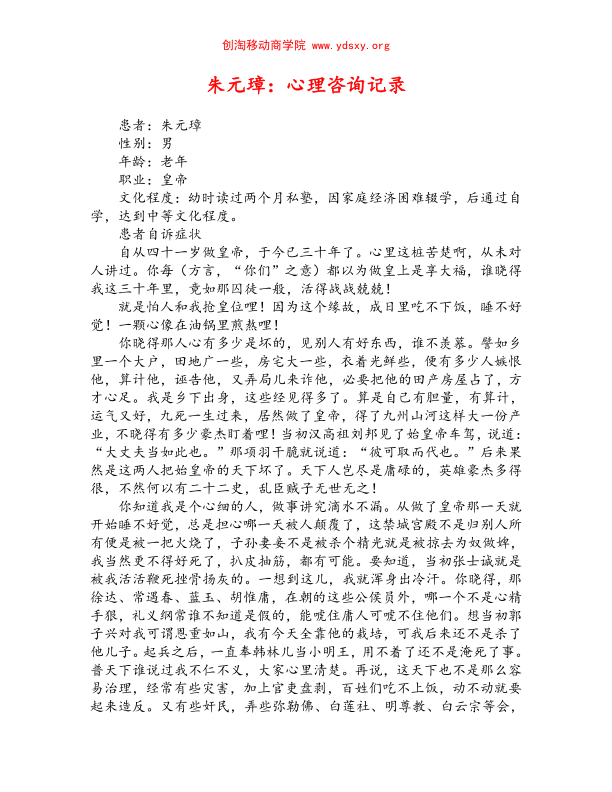 创淘移动商学院 www.ydsxy.org
朱元璋：心理咨询记录
患者：朱元璋
性别：男
年龄：老年
职业：皇帝
文化程度：幼时读过两个月私塾，因家庭经济困难辍学，后通过自
学，达到中等文化程度。
患者自诉症状
自从四十一岁做皇帝，于今已三十年了。心里这桩苦楚啊，从未对
人讲过。你每（方言，“你们”之意）都以为做皇上是享大福，谁晓得
我这三十年里，竟如那囚徒一般，活得战战兢兢！
就是怕人和我抢皇位哩！因为这个缘故，成日里吃不下饭，睡不好
觉！一颗心像在油锅里煎熬哩！
你晓得那人心有多少是坏的，见别人有好东西，谁不羡慕。譬如乡
里一个大户，田地广一些，房宅大一些，衣着光鲜些，便有多少人嫉恨
他，算计他，诬告他，又弄局儿来诈他，必要把他的田产房屋占了，方
才心足。我是乡下出身，这些经见得多了。算是自己有胆量，有算计，
运气又好，九死一生过来，居然做了皇帝，得了九州山河这样大一份产
业，不晓得有多少豪杰盯着哩！当初汉高祖刘邦见了始皇帝车驾，说道：
“大丈夫当如此也。”那项羽干脆就说道：“彼可取而代也。”后来果
然是这两人把始皇帝的天下坏了。天下人岂尽是庸碌的，英雄豪杰多得
很，不然何以有二十二史，乱臣贼子无世无之！
你知道我是个心细的人，做事讲究滴水不漏。从做了皇帝那一天就
开始睡不好觉，总是担心哪一天被人颠覆了，这禁城宫殿不是归别人所
有便是被一把火烧了，子孙妻妾不是被杀个精光就是被掠去为奴做婢，
我当然更不得好死了，扒皮抽筋，都有可能。要知道，当初张士诚就是
被我活活鞭死挫骨扬灰的。一想到这儿，我就浑身出冷汗。你晓得，那
徐达、常遇春、蓝玉、胡惟庸，在朝的这些公侯员外，哪一个不是心精
手狠，礼义纲常谁不知道是假的，能唬住庸人可唬不住他们。想当初郭
子兴对我可谓恩重如山，我有今天全靠他的栽培，可我后来还不是杀了
他儿子。起兵之后，一直奉韩林儿当小明王，用不着了还不是淹死了事。
普天下谁说过我不仁不义，大家心里清楚。再说，这天下也不是那么容
易治理，经常有些灾害，加上官吏盘剥，百姓们吃不上饭，动不动就要
起来造反。又有些奸民，弄些弥勒佛、白莲社、明尊教、白云宗等会，